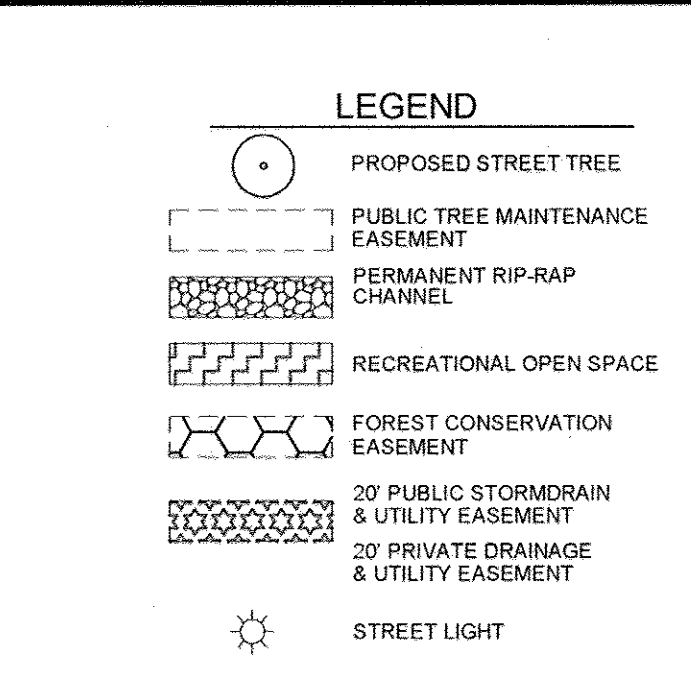 LEGEND
PROPOSED STREET TREE
PUBLIC TREE MAINTENANCE
EASEMENT
PERMANENT RIP-RAP
CHANNEL
RECREATIONAL OPEN SPACE
FOREST CONSERVATION
EASEMENT
20' PUBLIC STORMDRAIN
& UTILITY EASEMENT
20' PRIVATE DRAINAGE
& UTILITY EASEMENT
STREET LIGHT